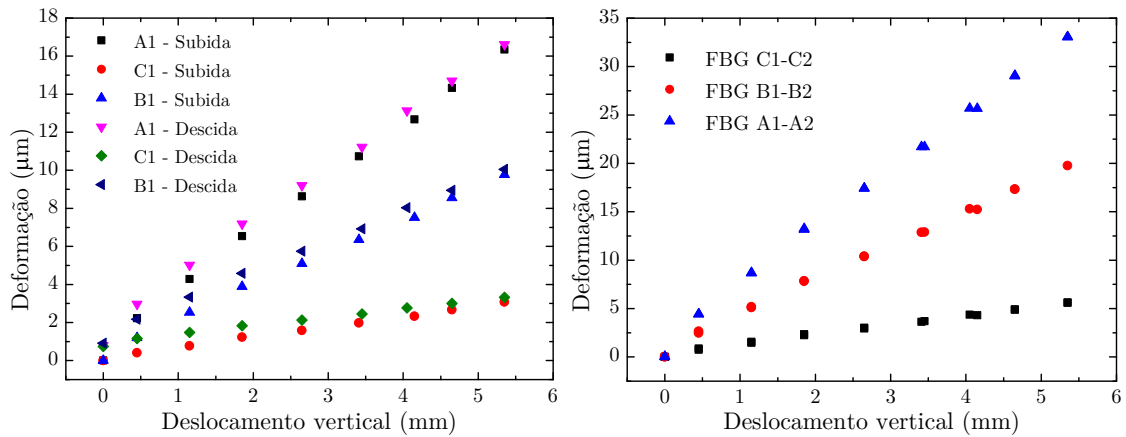 18
16
14
12
10
8
6
4
2
0
Deformação (μm)
A1 - Subida
C1 - Subida
B1 - Subida
A1 - Descida
C1 - Descida
B1 - Descida
0 1 2 3 4 5 6
Deslocamento vertical (mm)
35
30
25
20
15
10
5
0
Deformação (μm)
FBG C1-C2
FBG B1-B2
FBG A1-A2
0 1 2 3 4 5 6
Deslocamento vertical (mm)